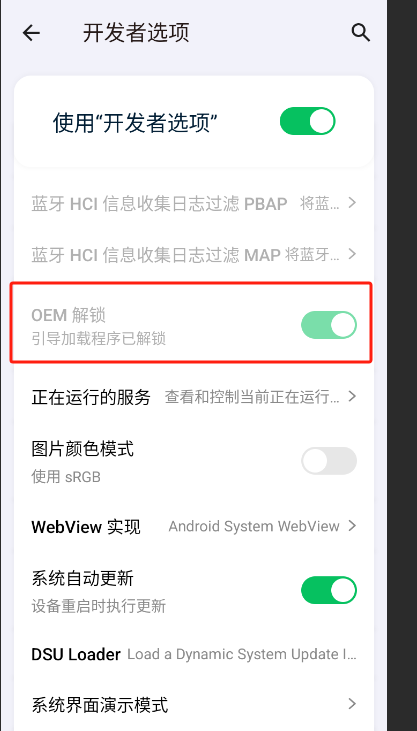 开发者选项
使用“开发者选项”
蓝牙 HCI 信息收集日志过滤 PBAP 将蓝…
蓝牙 HCI 信息收集日志过滤 MAP 将蓝牙…
OEM 解锁
引导加载程序已解锁
正在运行的服务 查看和控制当前正在运行…
图片颜色模式
使用 sRGB
WebView 实现 Android System WebView
系统自动更新
设备重启时执行更新
DSU Loader Load a Dynamic System Update I…
系统界面演示模式